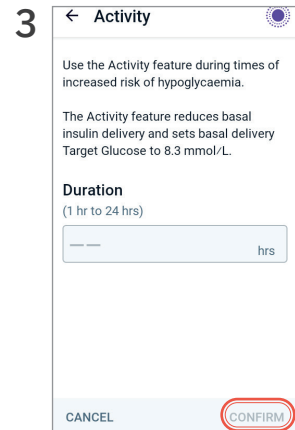 3
← Activity
Use the Activity feature during times of
increased risk of hypoglycaemia.
The Activity feature reduces basal
insulin delivery and sets basal delivery
Target Glucose to 8.3 mmol/L.
Duration
(1 hr to 24 hrs)
— — hrs
CANCEL CONFIRM